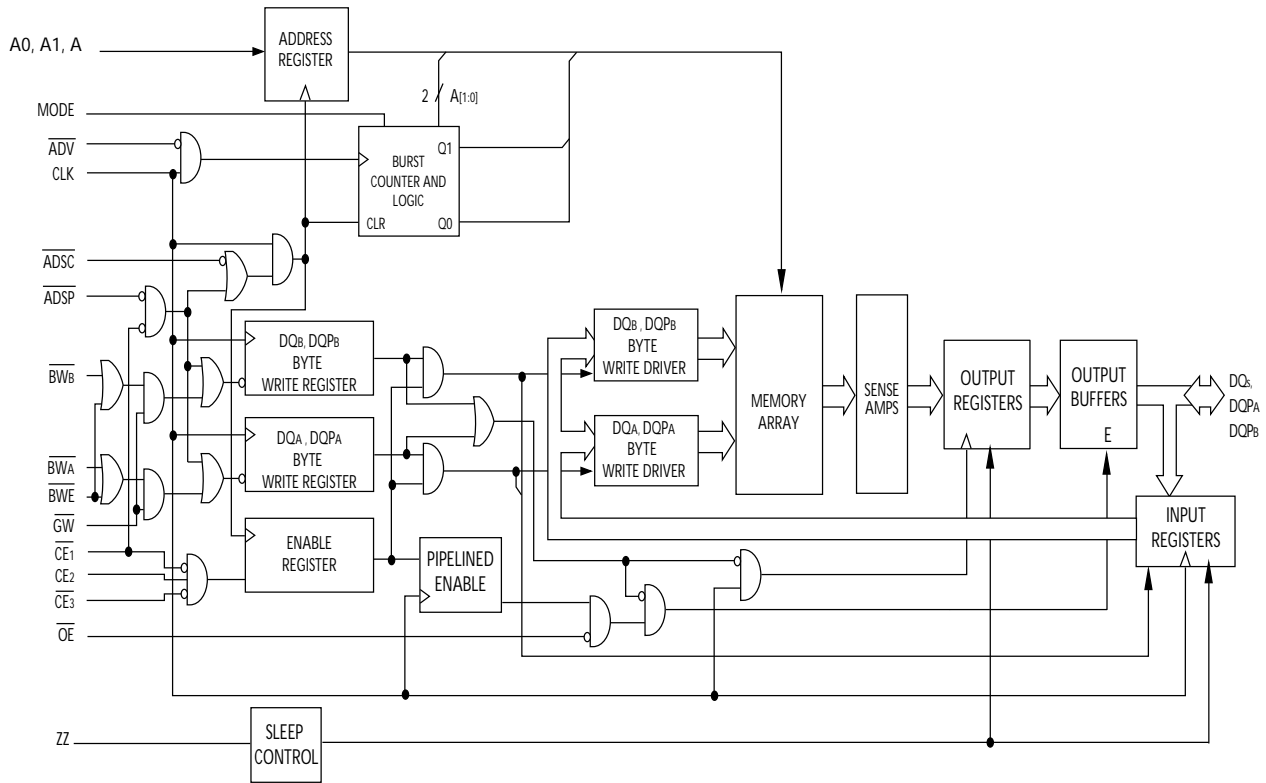 A0, A1, A
ADDRESS
REGISTER
2
A[1:0]
MODE
ADV
CLK
BURST
COUNTER AND
LOGIC
Q1
CLR
Q0
ADSC
ADSP
DQB , DQPB
BYTE
WRITE REGISTER
DQB , DQPB
BYTE
WRITE DRIVER
BWB
MEMORY
ARRAY
SENSE
AMPS
OUTPUT
REGISTERS
OUTPUT
BUFFERS
E
DQs,
DQPA
DQPB
DQA , DQPA
BYTE
WRITE REGISTER
DQA, DQPA
BYTE
WRITE DRIVER
BWA
BWE
GW
CE1
CE2
CE3
ENABLE
REGISTER
PIPELINED
ENABLE
INPUT
REGISTERS
OE
ZZ
SLEEP
CONTROL